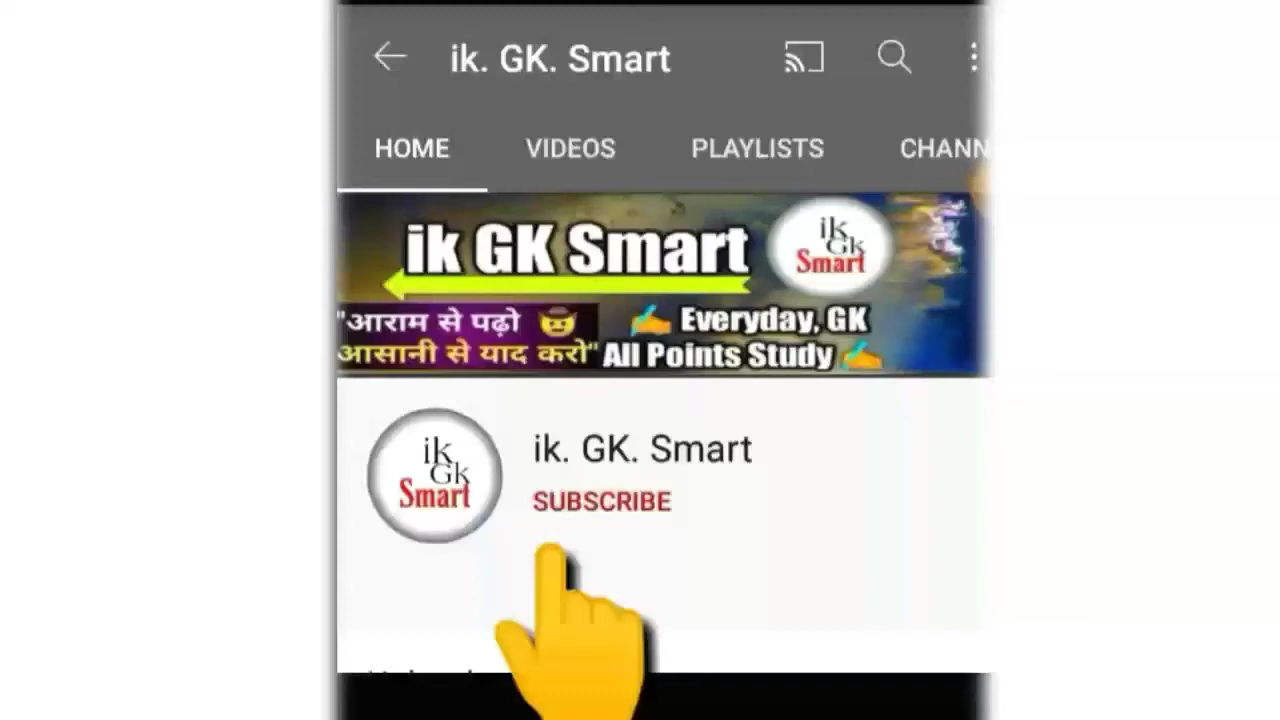 ik. GK. Smart
HOME VIDEOS PLAYLISTS CHANN
ik GK Smart
ik
Gk
Smart
"आराम से पढ़ो
आसानी से याद करो"
Everyday, GK
All Points Study
ik
Gk
Smart
ik. GK. Smart
SUBSCRIBE